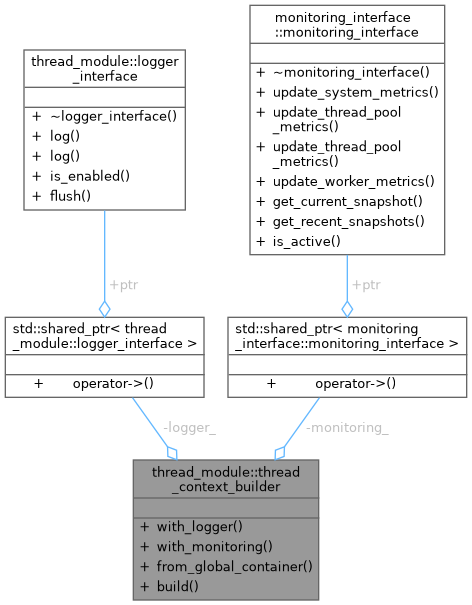 monitoring_interface
::monitoring_interface
+ ~monitoring_interface()
+ update_system_metrics()
+ update_thread_pool
_metrics()
+ update_thread_pool
_metrics()
+ update_worker_metrics()
+ get_current_snapshot()
+ get_recent_snapshots()
+ is_active()
thread_module::logger
_interface
+ ~logger_interface()
+ log()
+ log()
+ is_enabled()
+ flush()
+ptr
+ptr
std::shared_ptr< thread
_module::logger_interface >
+ operator->()
std::shared_ptr< monitoring
_interface::monitoring_interface >
+ operator->()
-logger_
-monitoring_
thread_module::thread
_context_builder
+ with_logger()
+ with_monitoring()
+ from_global_container()
+ build()